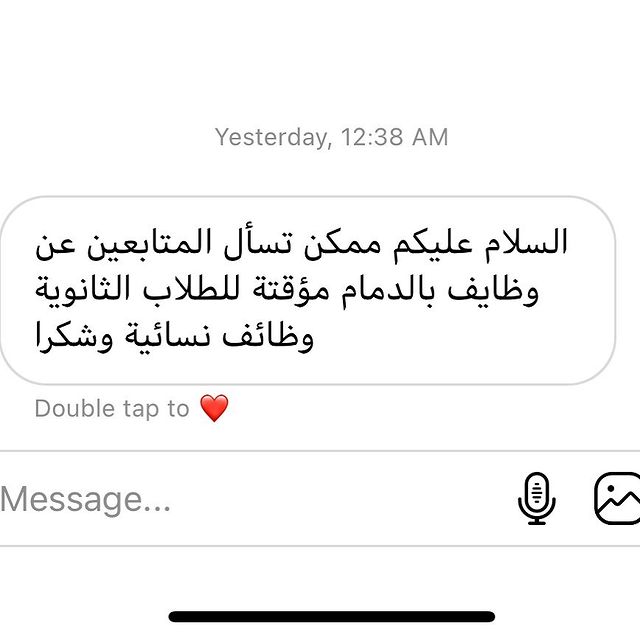 Yesterday, 12:38 AM
السلام عليكم ممكن تسأل المتابعين عن
وظايف بالدمام مؤقتة للطلاب الثانوية
وظائف نسائية وشكرا
Double tap to ❤️
Message...